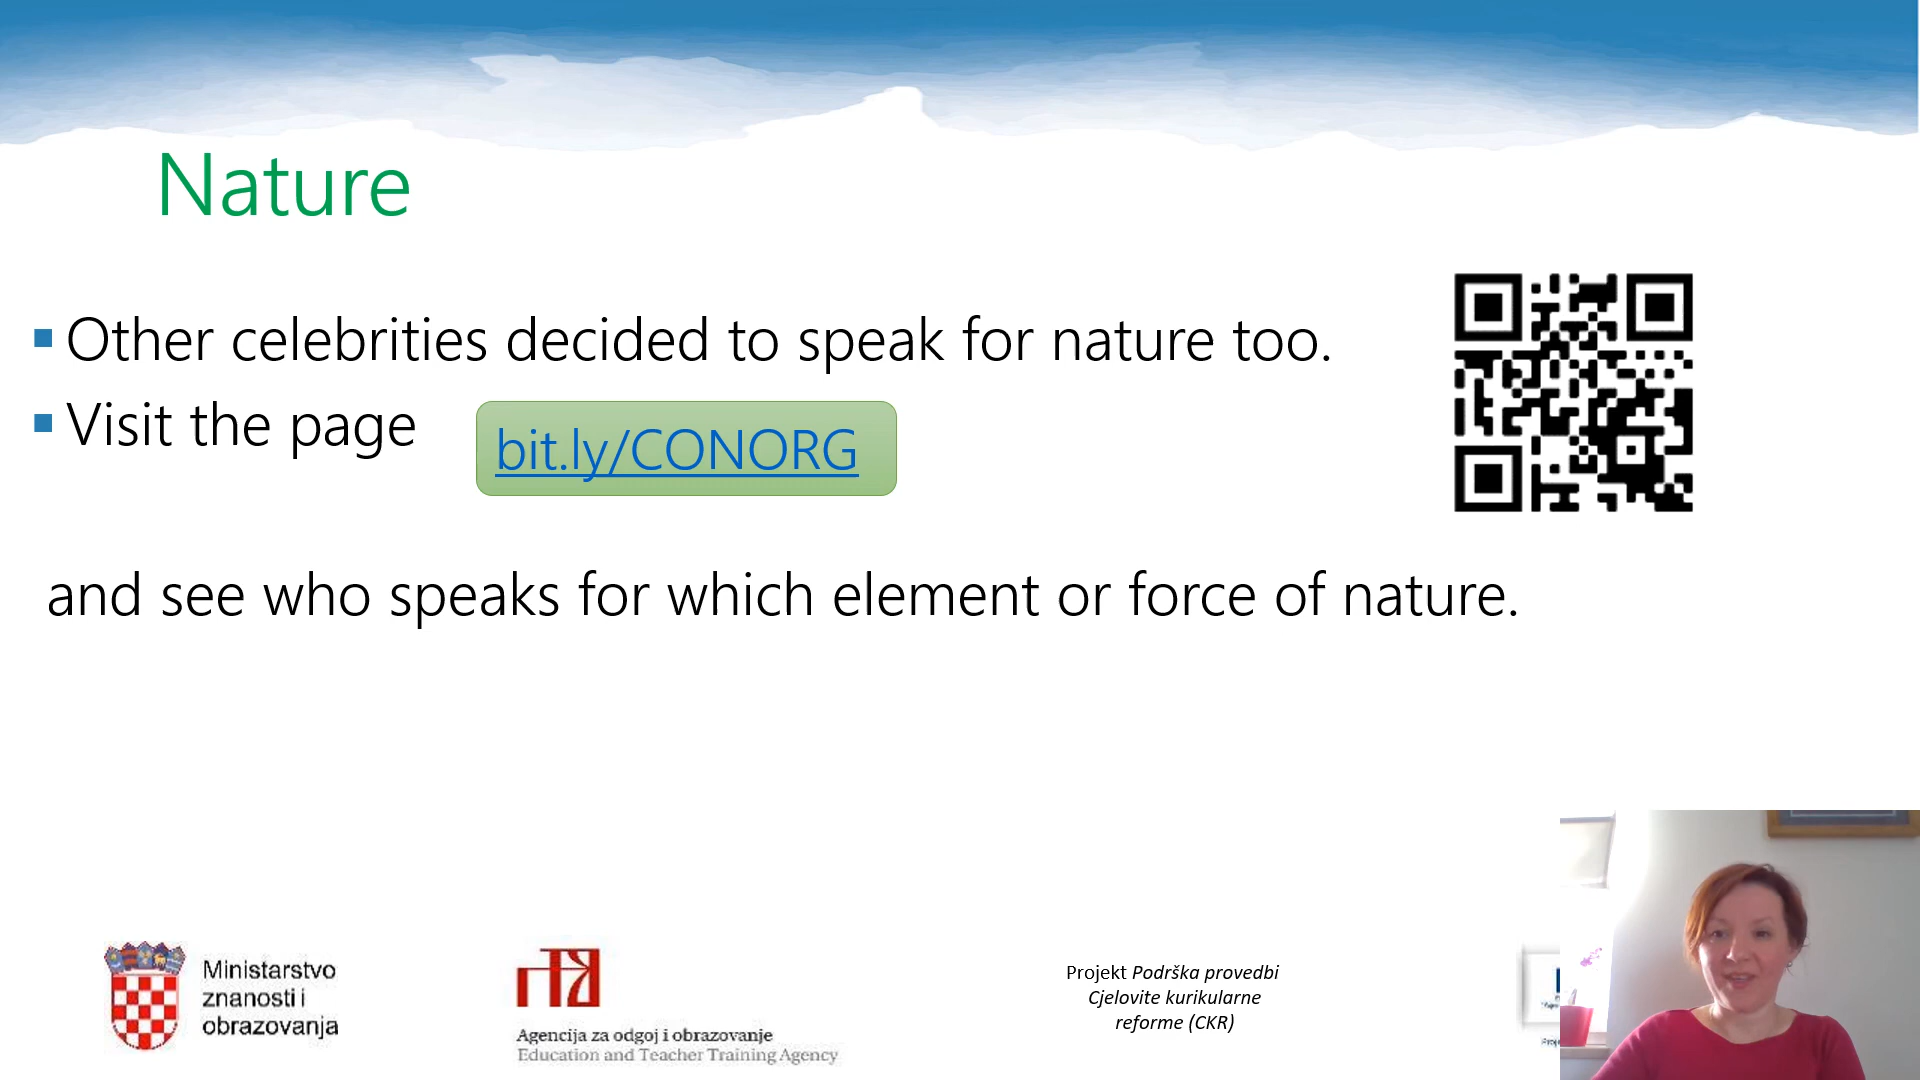 Nature
Other celebrities decided to speak for nature too.
Visit the page
bit.ly/CONORG
and see who speaks for which element or force of nature.
Ministarstvo
znanosti i
obrazovanja
Agencija za odgoj i obrazovanje
Education and Teacher Training Agency
Projekt Podrška provedbi
Cjelovite kurikularne
reforme (CKR)